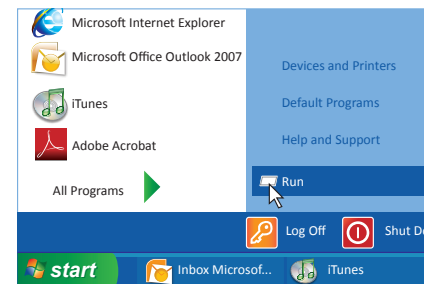 Microsoft Internet Explorer
Microsoft Office Outlook 2007
iTunes
Adobe Acrobat
All Programs
Devices and Printers
Default Programs
Help and Support
Run
Log Off
Shut
start
Inbox Microsof...
iTunes